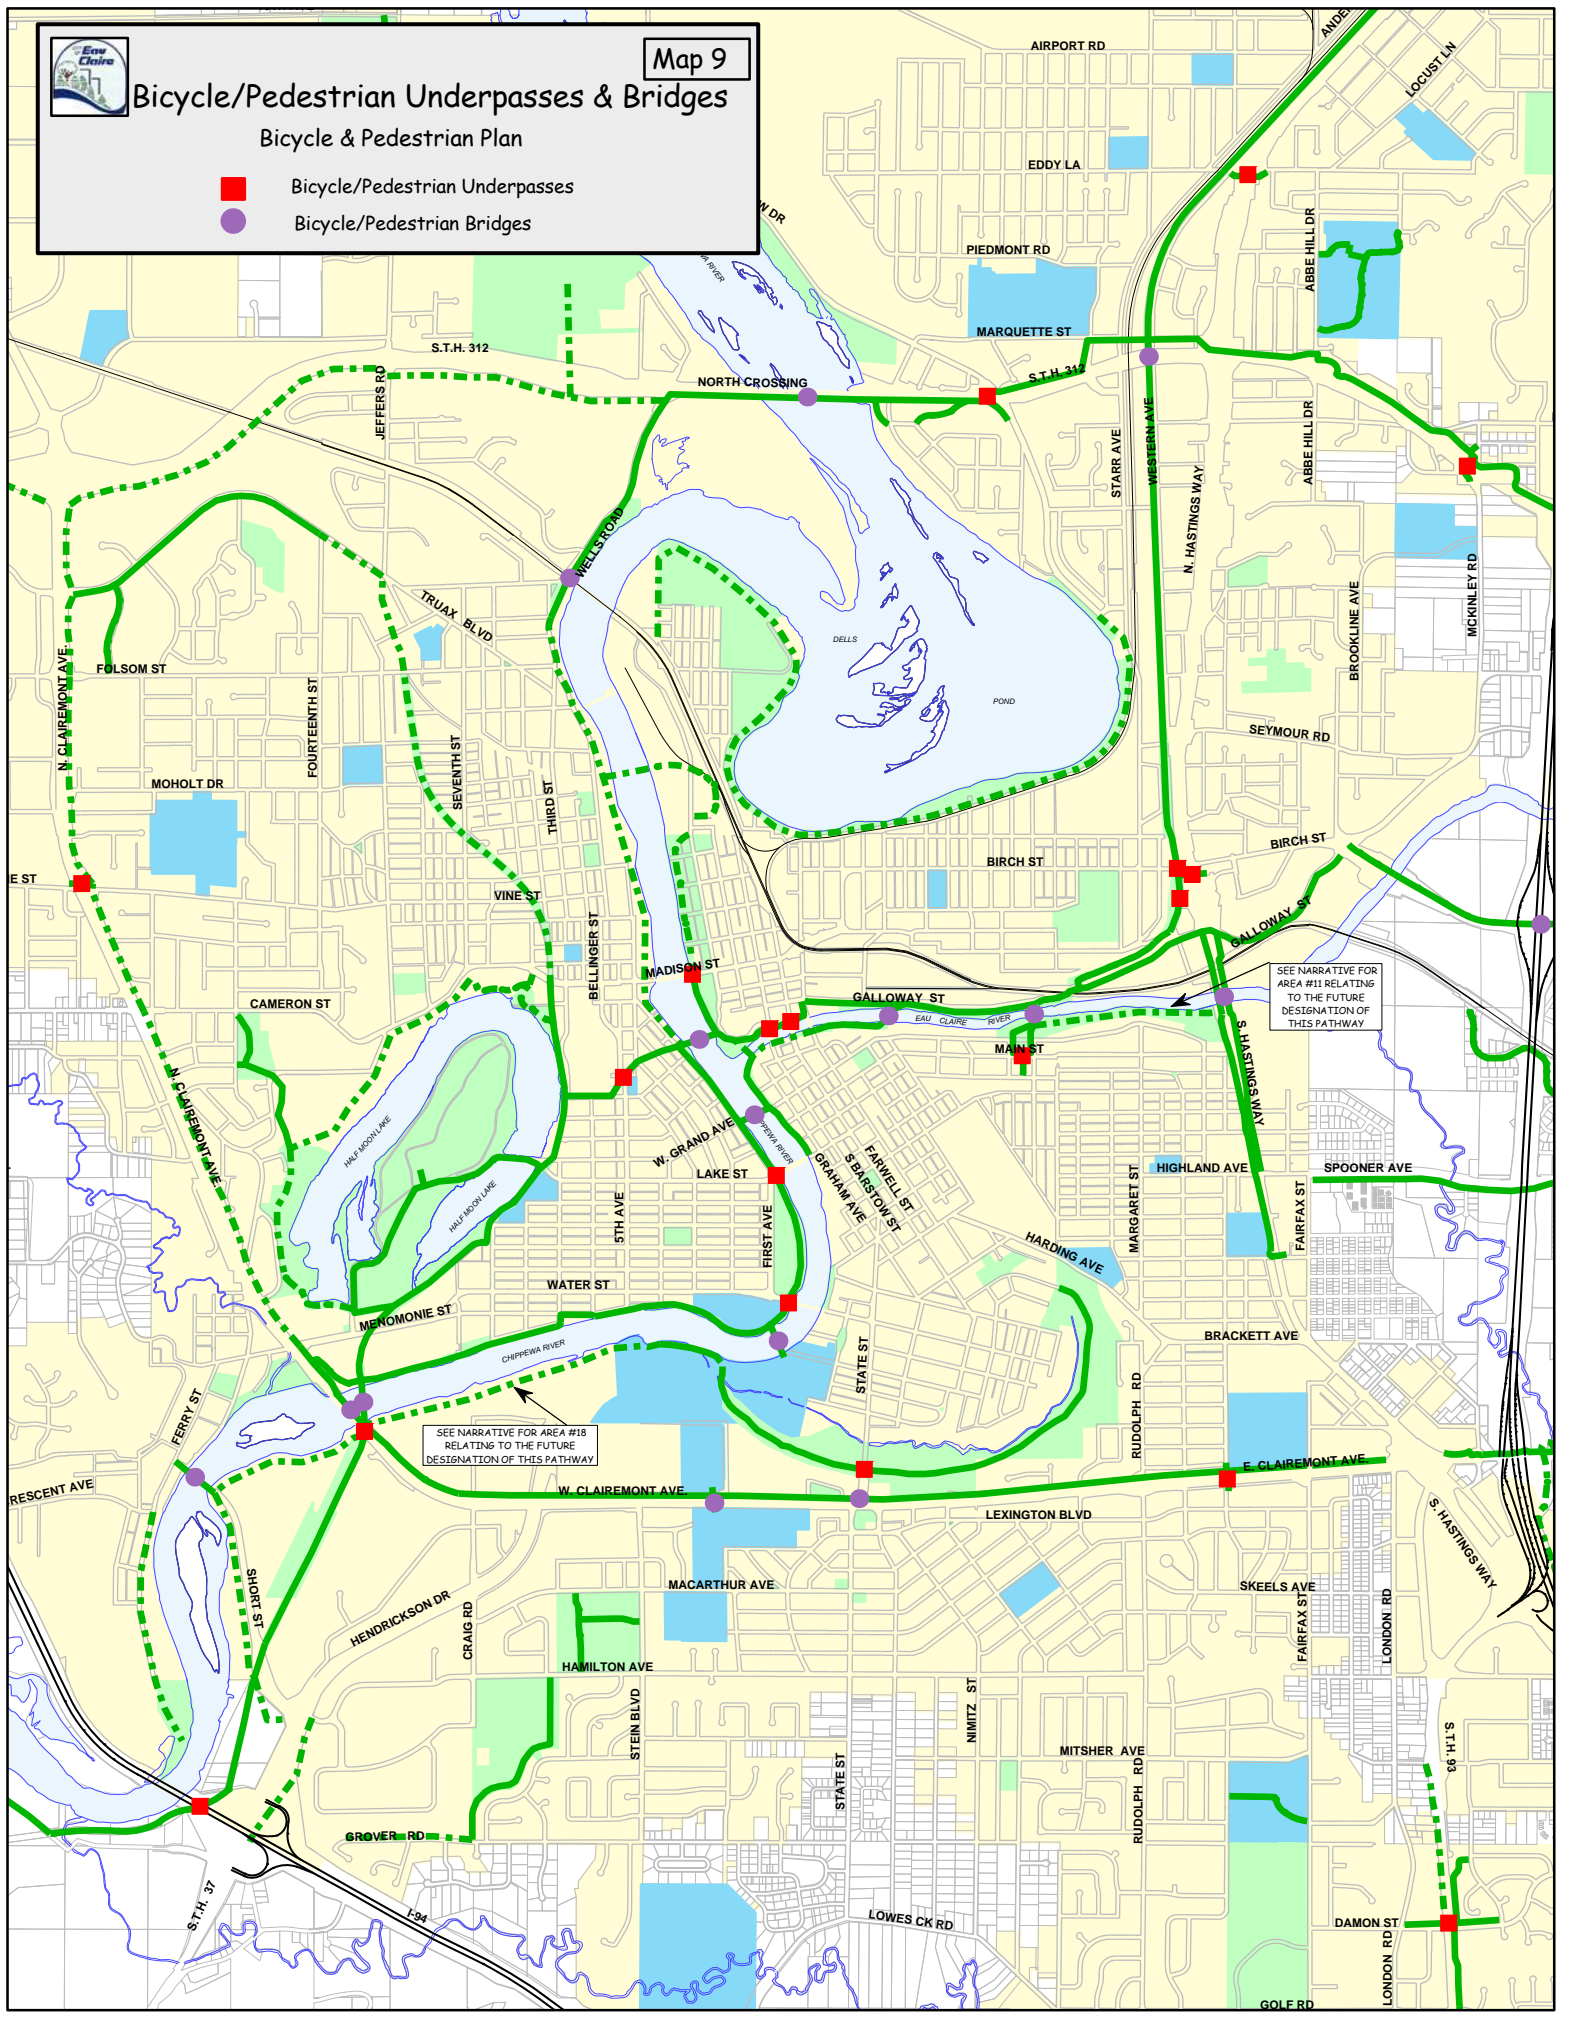 Eau
Claire
Map 9
Bicycle/Pedestrian Underpasses & Bridges
Bicycle & Pedestrian Plan
Bicycle/Pedestrian Underpasses
Bicycle/Pedestrian Bridges
AIRPORT RD
LOCUST LN
EDDY LA
W DR
ABBE HILL DR
PIEDMONT RD
MARQUETTE ST
S.T.H. 312
S.T.H. 312
NORTH CROSSING
JEFFERS RD
STARR AVE
WESTERN AVE
N. HASTINGS WAY
ABBE HILL DR
WELLS ROAD
MCKINLEY RD
BROOKLINE AVE
TRUAX BLVD
DELLS
POND
FOLSOM ST
N. CLAIREMONT AVE.
FOURTEENTH ST
SEVENTH ST
THIRD ST
SEYMOUR RD
MOHOLT DR
BIRCH ST
BIRCH ST
IE ST
VINE ST
BELLINGER ST
GALLOWAY ST
MADISON ST
SEE NARRATIVE FOR
AREA #11 RELATING
TO THE FUTURE
DESIGNATION OF
THIS PATHWAY
CAMERON ST
GALLOWAY ST
EAU CLAIRE RIVER
MAIN ST
S. HASTINGS WAY
N. CLAIREMONT AVE.
HALF MOON LAKE
W. GRAND AVE
PPEWA RIVER
FARWELL ST
S BARSTOW ST
GRAHAM AVE
LAKE ST
HIGHLAND AVE
SPOONER AVE
MARGARET ST
FAIRFAX ST
HALF MOON LAKE
5TH AVE
FIRST AVE
HARDING AVE
WATER ST
MENOMONIE ST
BRACKETT AVE
CHIPPEWA RIVER
STATE ST
FERRY ST
RUDOLPH RD
SEE NARRATIVE FOR AREA #18
RELATING TO THE FUTURE
DESIGNATION OF THIS PATHWAY
E. CLAIREMONT AVE.
RESCENT AVE
W. CLAIREMONT AVE.
LEXINGTON BLVD
S. HASTINGS WAY
SHORT ST
MACARTHUR AVE
SKEELS AVE
HENDRICKSON DR
CRAIG RD
FAIRFAX ST
LONDON RD
HAMILTON AVE
STEIN BLVD
NIMITZ ST
MITSHER AVE
S.T.H. 93
STATE ST
RUDOLPH RD
GROVER RD
S.T.H. 37
I-94
LOWES CK RD
DAMON ST
LONDON RD
GOLF RD